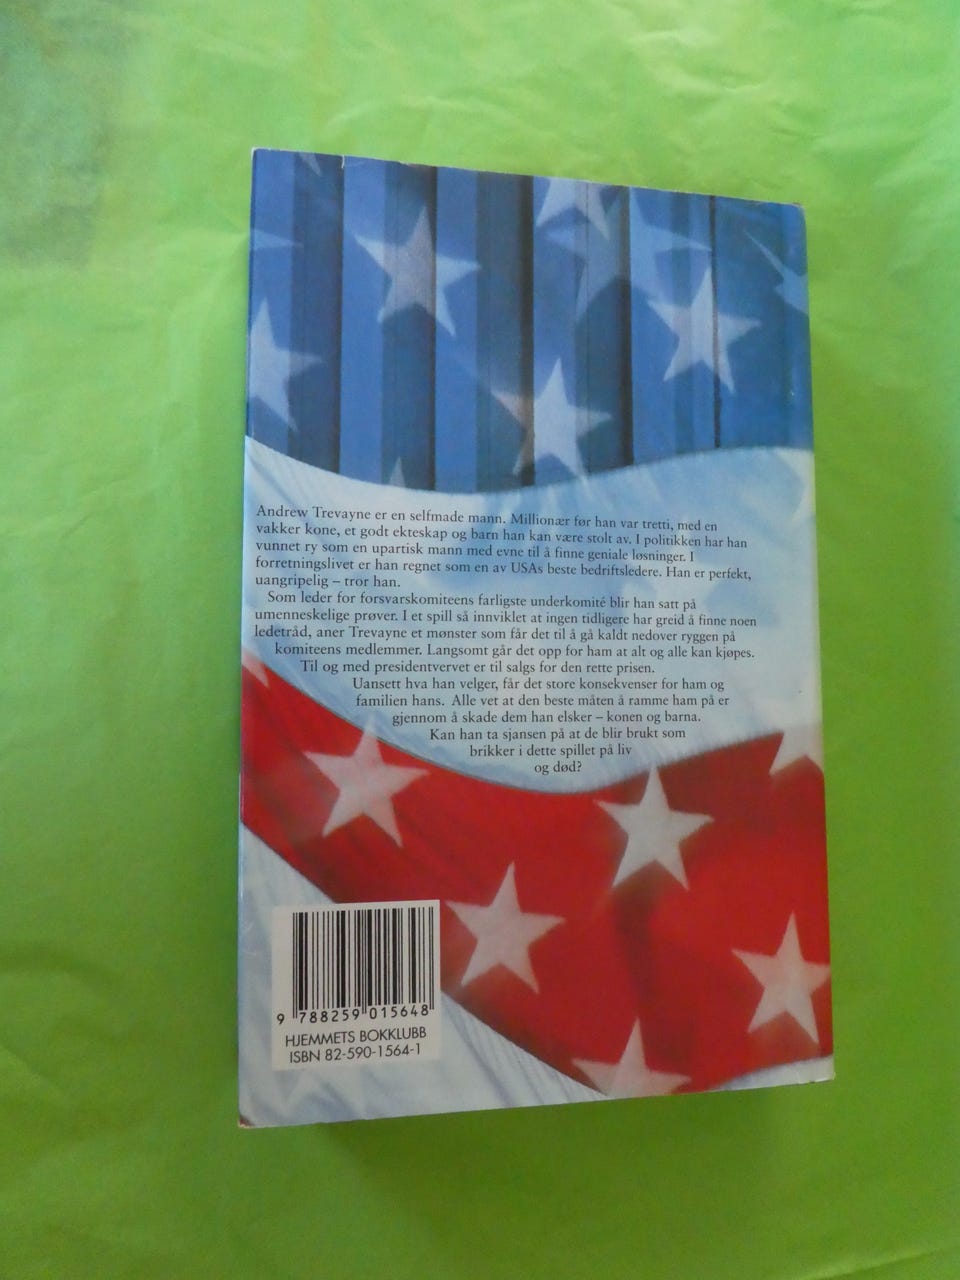 Andrew Trevayne er en selfmade mann. Millionær før han var tretti, med en
vakker kone, et godt ekteskap og barn han kan være stolt av. I politikken har han
vunnet ry som en upartisk mann med evne til å finne geniale løsninger. I
forretningslivet er han regnet som en av USAs beste bedriftsledere. Han er perfekt,
uangripelig – tror han.
Som leder for forsvarskomiteens farligste underkomité blir han satt på
umenneskelige prøver. I et spill så innviklet at ingen tidligere har greid å finne noen
ledetråd, aner Trevayne et mønster som får det til å gå kaldt nedover ryggen på
komiteens medlemmer. Langsomt går det opp for ham at alt og alle kan kjøpes.
Til og med presidentvervet er til salgs for den rette prisen.
Uansett hva han velger, får det store konsekvenser for ham og
familien hans. Alle vet at den beste måten å ramme ham på er
gjennom å skade dem han elsker – konen og barna.
Kan han ta sjansen på at de blir brukt som
brikker i dette spillet på liv
og død?
9 788259 015648
HJEMMETS BOKKLUBB
ISBN 82-590-1564-1